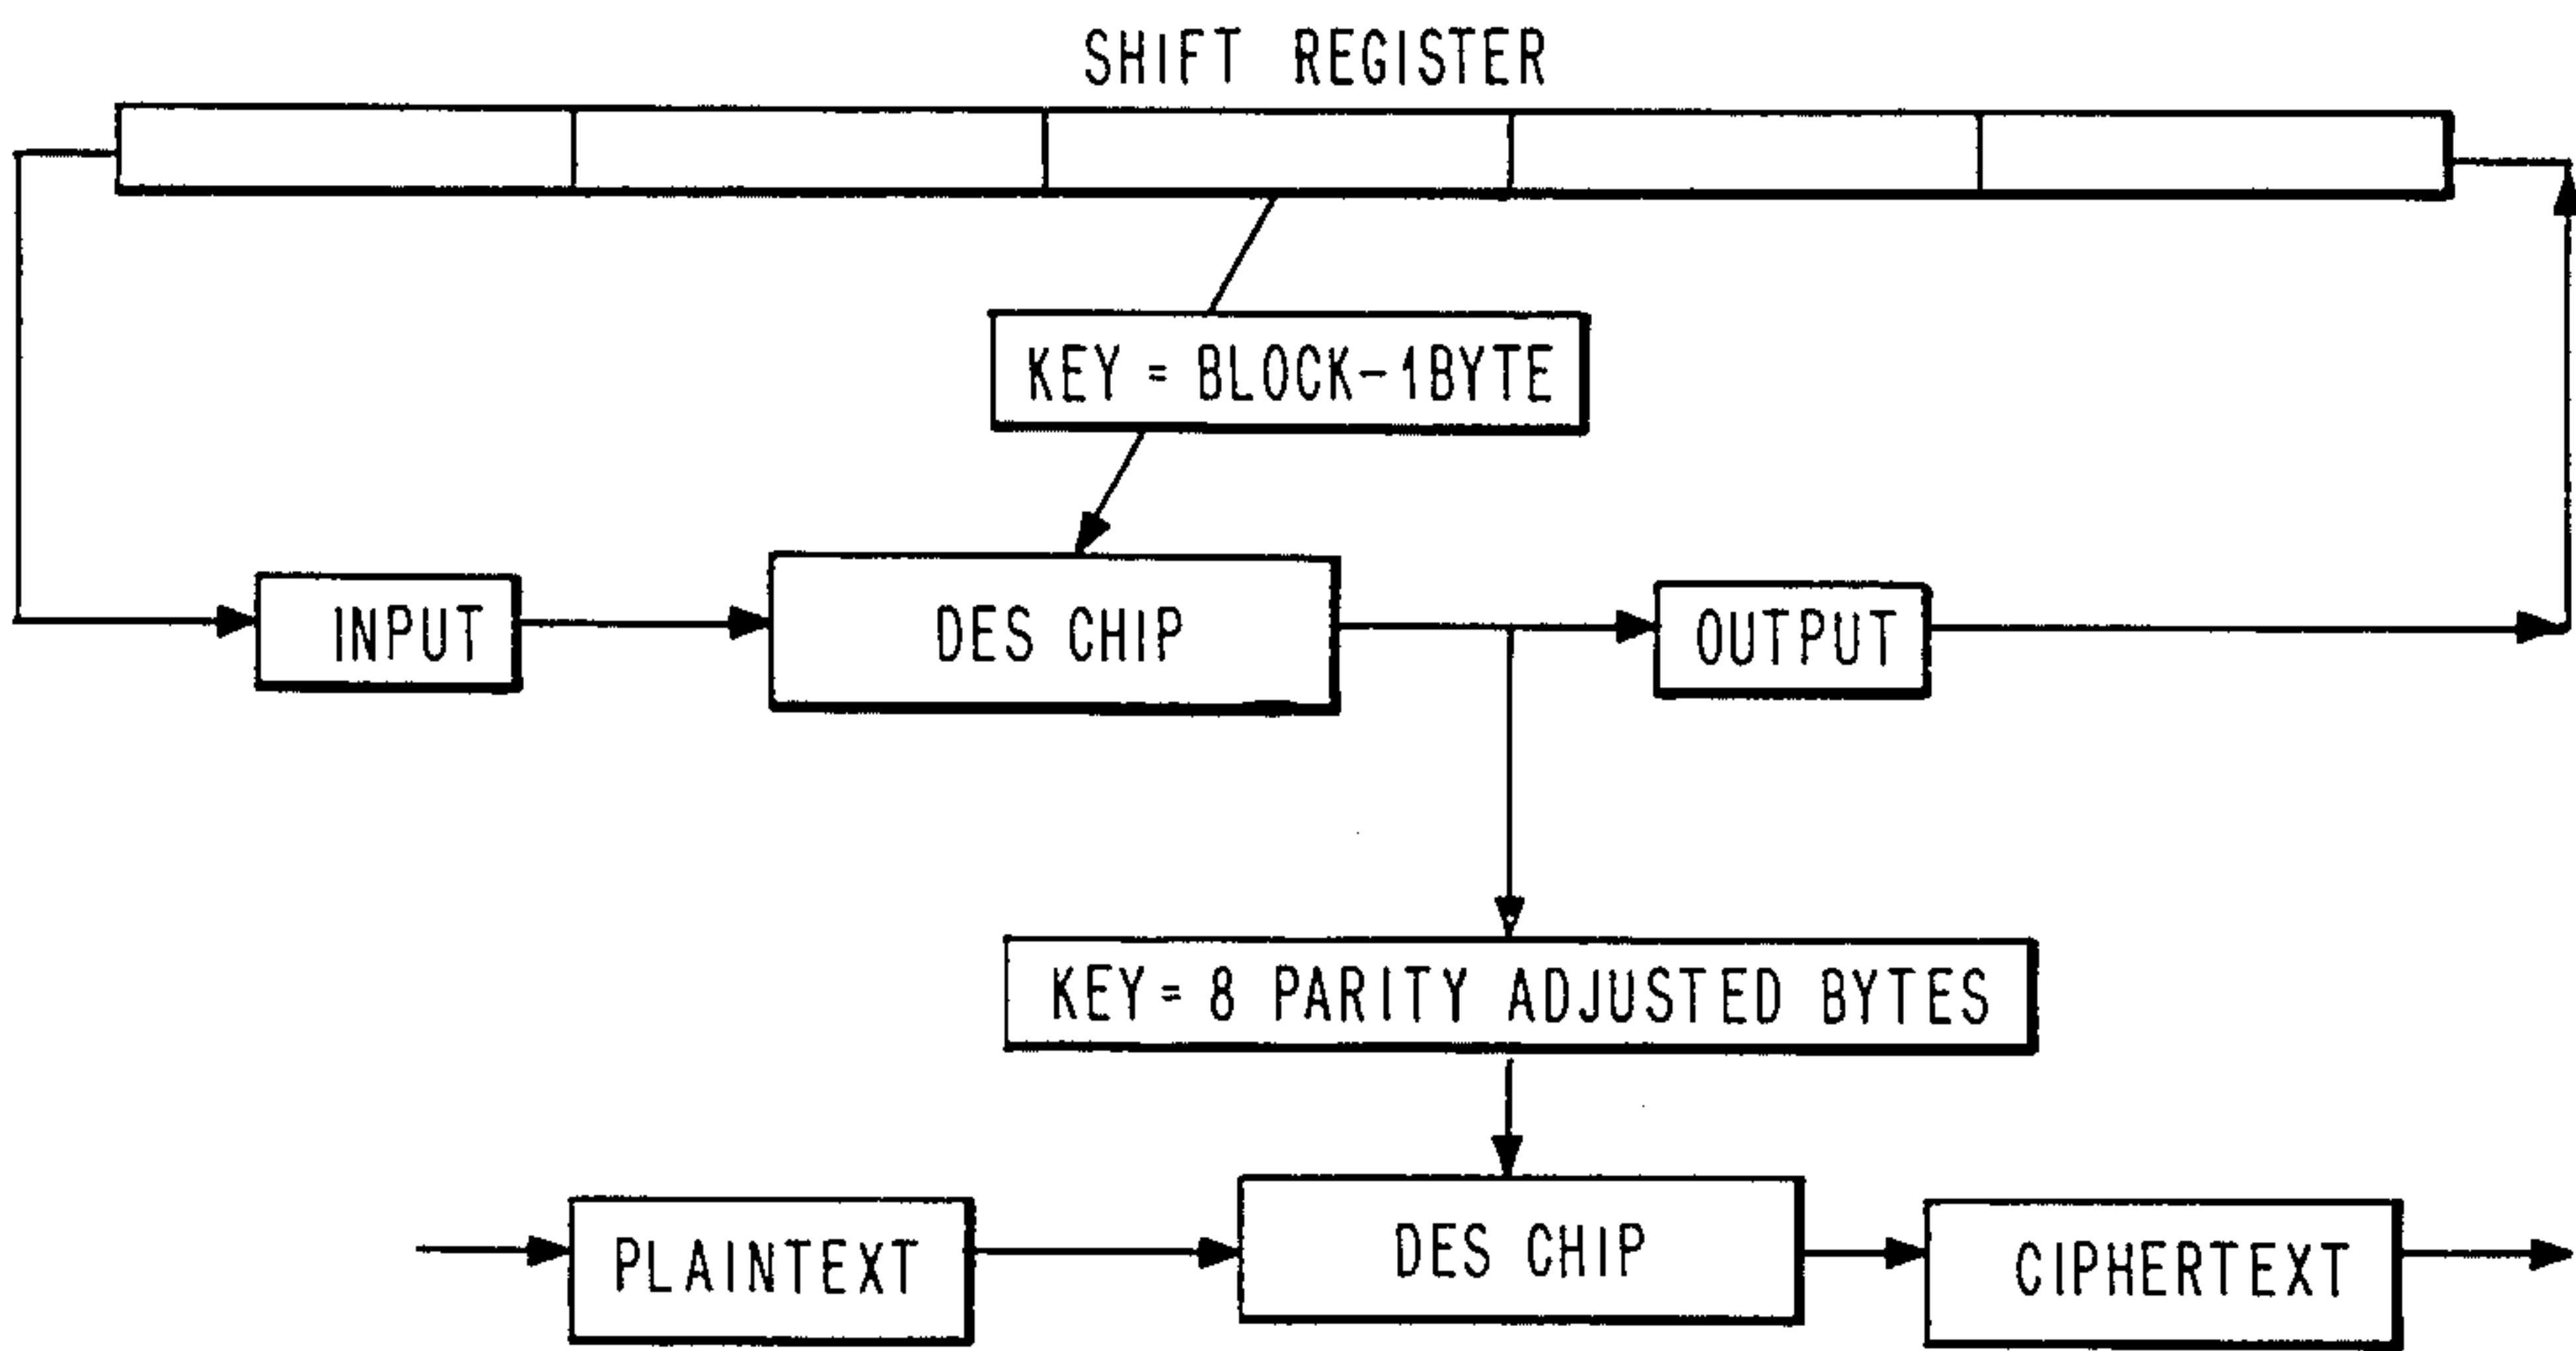 SHIFT REGISTER
KEY = BLOCK-1BYTE
INPUT
DES CHIP
OUTPUT
KEY= 8 PARITY ADJUSTED BYTES
PLAINTEXT
DES CHIP
CIPHERTEXT